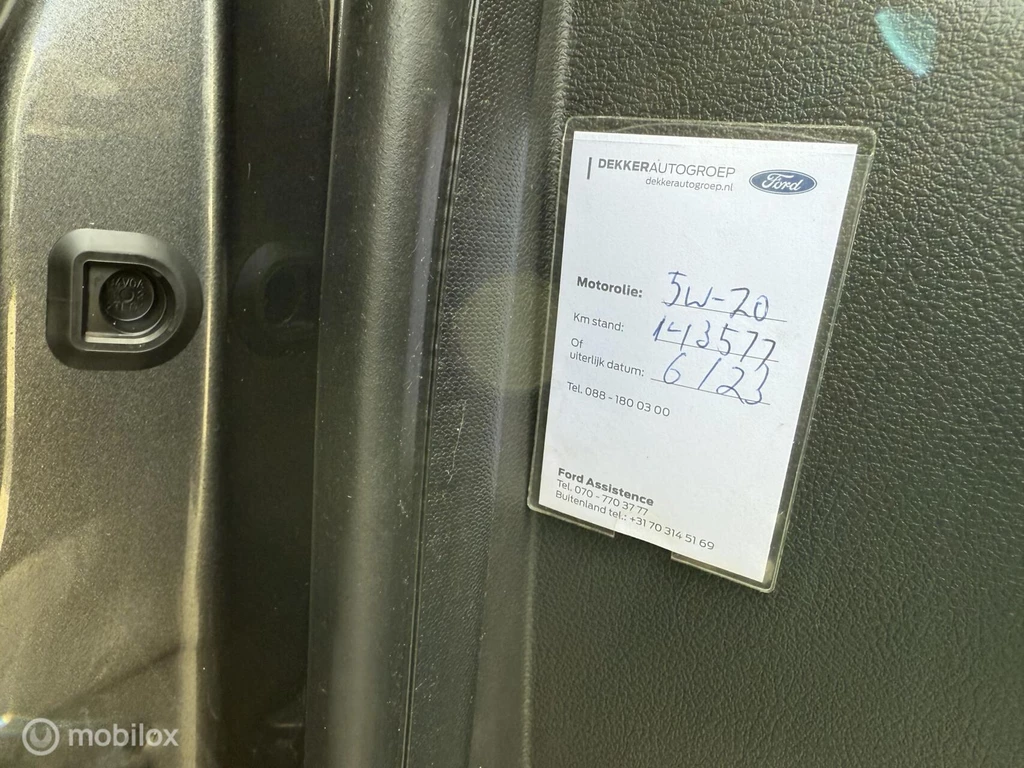 DEKKERAUTOGROEP
dekkerautogroep.nl
Ford
Motorolie: 5W-20
Km stand: 143577
Of
uiterlijk datum: 6/23
Tel. 088 - 180 03 00
Ford Assistence
Tel. 070 - 770 37 77
Buitenland tel.: +31 70 314 51 69
mobilox